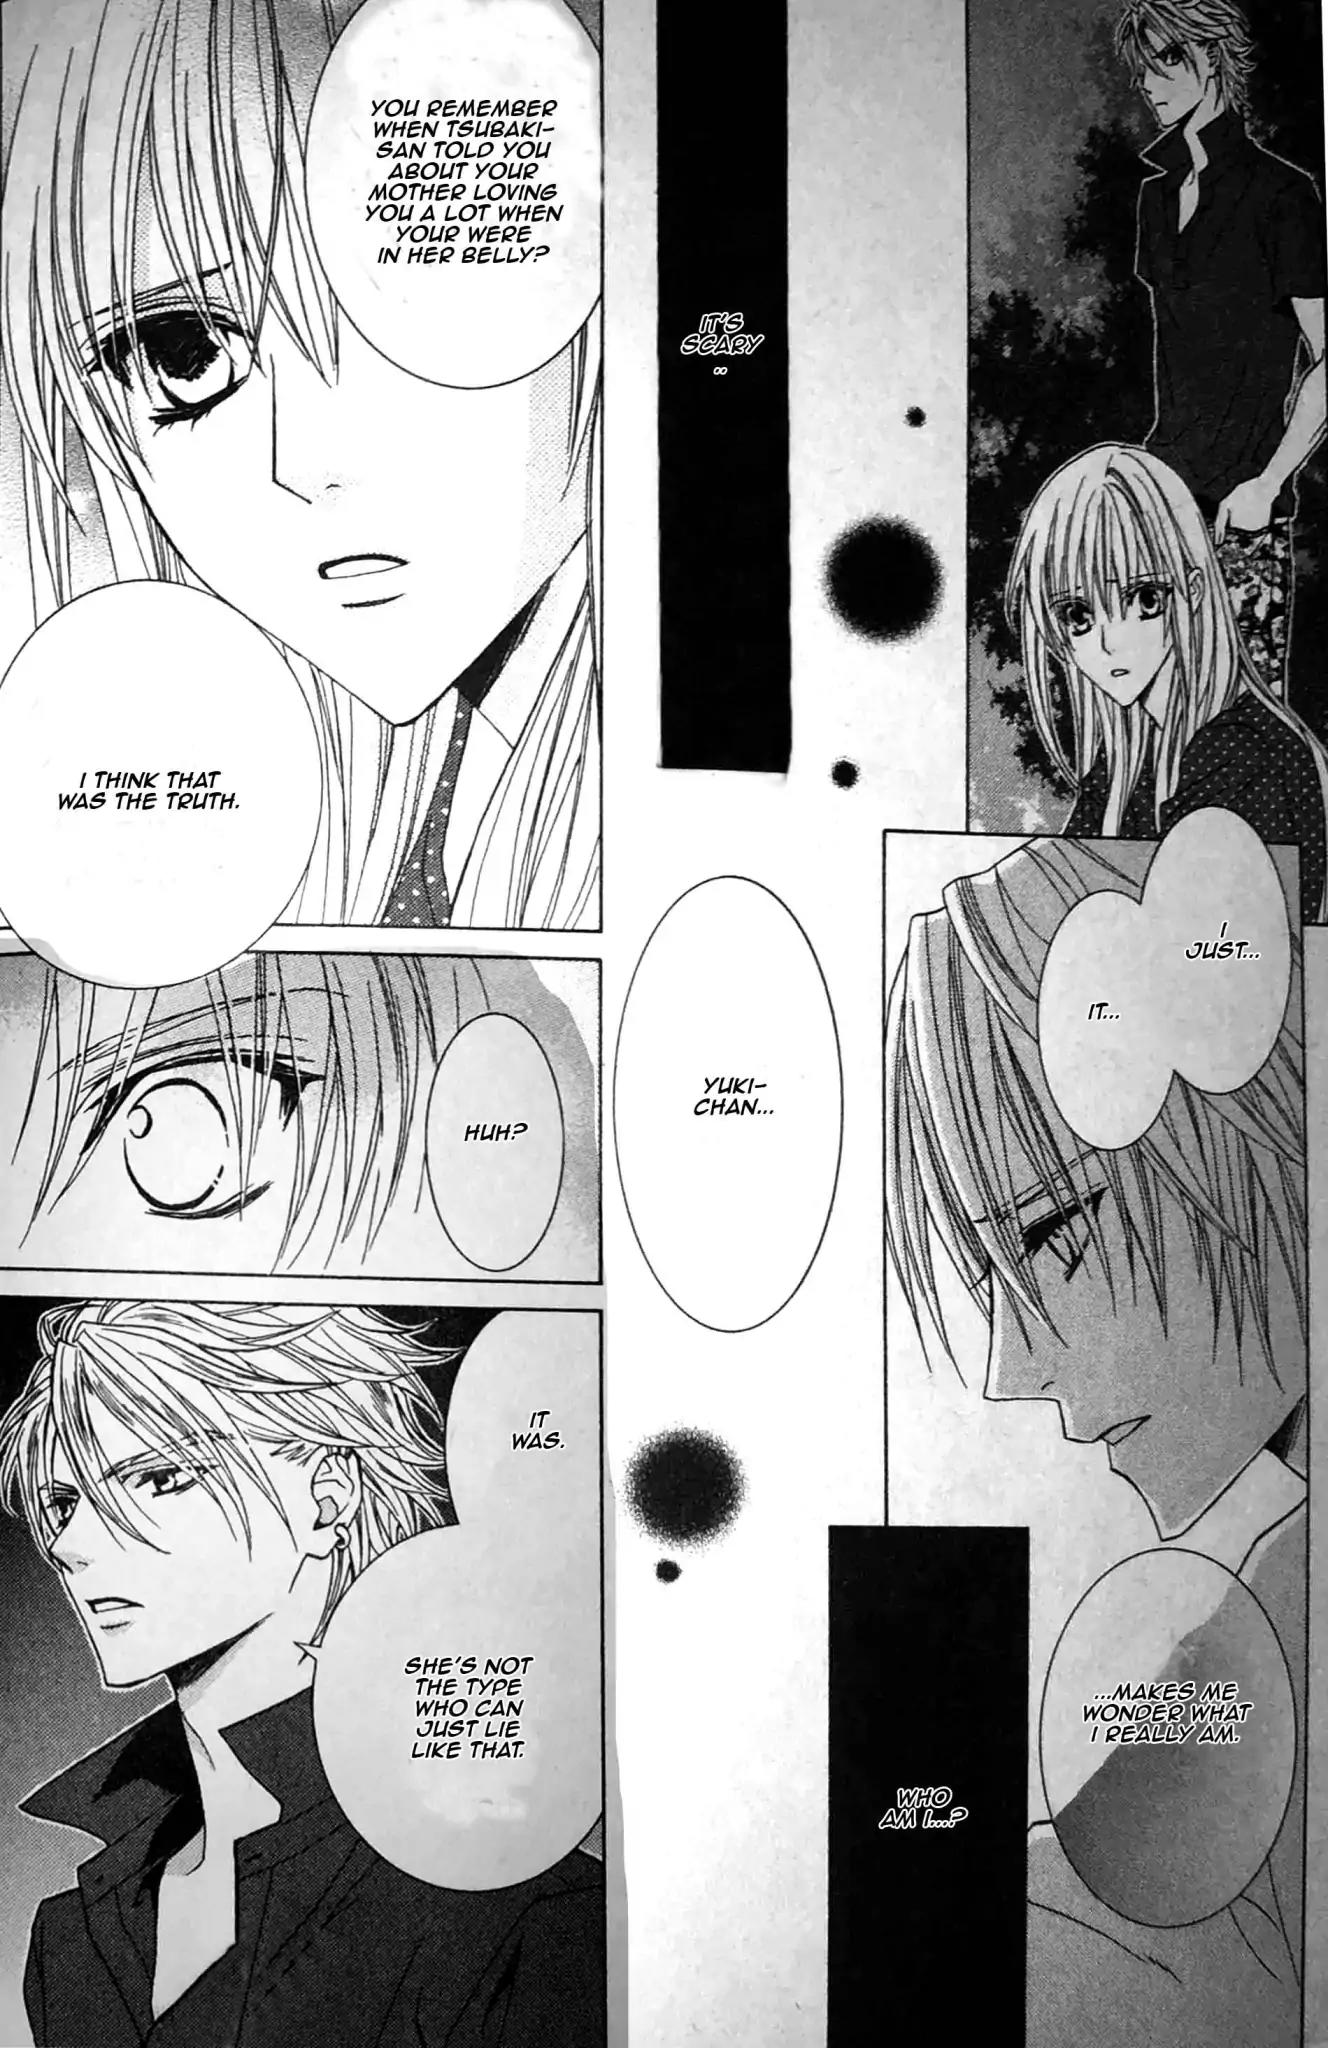 I
JUST...
IT...
...MAKES ME
WONDER WHAT
I REALLY AM.
WHO
AM I....?
IT'S
SCARY
..
YUKI-
CHAN...
YOU REMEMBER
WHEN TSUBAKI-
SAN TOLD YOU
ABOUT YOUR
MOTHER LOVING
YOU A LOT WHEN
YOUR WERE
IN HER BELLY?
I THINK THAT
WAS THE TRUTH.
HUH?
IT
WAS.
SHE'S NOT
THE TYPE
WHO CAN
JUST LIE
LIKE THAT.